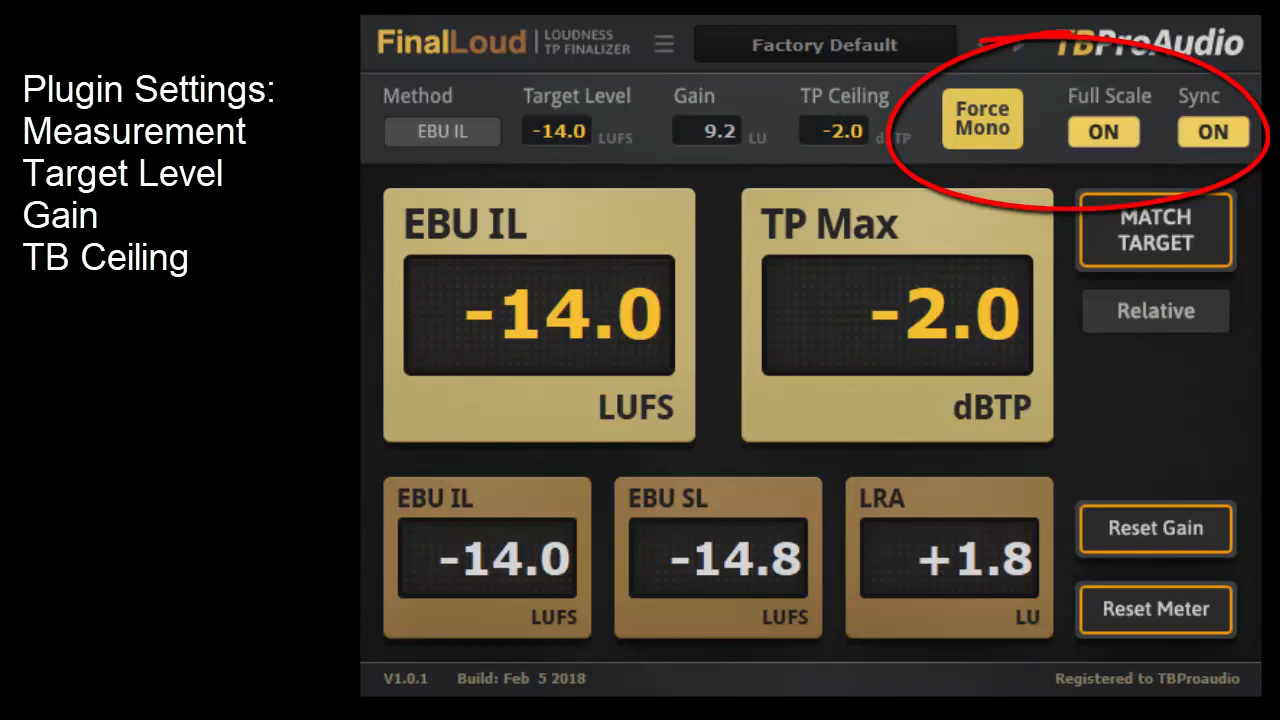 Plugin Settings:
Measurement
Target Level
Gain
TB Ceiling
FinalLoud LOUDNESS
TP FINALIZER
Factory Default
TBProAudio
Method Target Level Gain TP Ceiling Full Scale Sync
EBU IL -14.0 LUFS 9.2 LU -2.0 dBTP Force Mono ON ON
EBU IL
-14.0
LUFS
TP Max
-2.0
dBTP
MATCH
TARGET
Relative
EBU IL
-14.0
LUFS
EBU SL
-14.8
LUFS
LRA
+1.8
LU
Reset Gain
Reset Meter
V1.0.1 Build: Feb 5 2018 Registered to TBProaudio